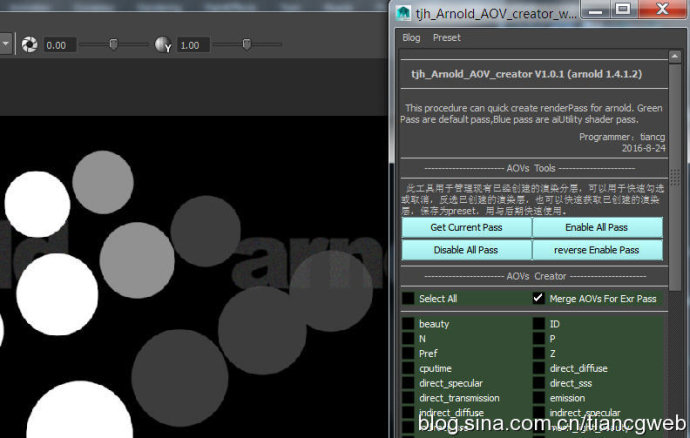 tjh_Arnold_AOV_creator_w...
Blog Preset
0.00 1.00
tjh_Arnold_AOV_creator V1.0.1 (arnold 1.4.1.2)
This procedure can quick create renderPass for arnold. Green
Pass are default pass,Blue pass are aiUtility shader pass.
Programmer: tiancg
2016-8-24
AOVs Tools
此工具用于管理现有已经创建的渲染分层，可以用于快速勾选
或取消，反选已创建的渲染层，也可以快速获取已创建的渲染
层，保存为preset，用与后期快速使用。
Get Current Pass Enable All Pass
Disable All Pass reverse Enable Pass
AOVs Creator
Select All Merge AOVs For Exr Pass
beauty ID
N P
Pref Z
cputime direct_diffuse
direct_specular direct_sss
direct_transmission emission
indirect_diffuse indirect_specular
arn
blog.sina.com.cn/tiancgweb